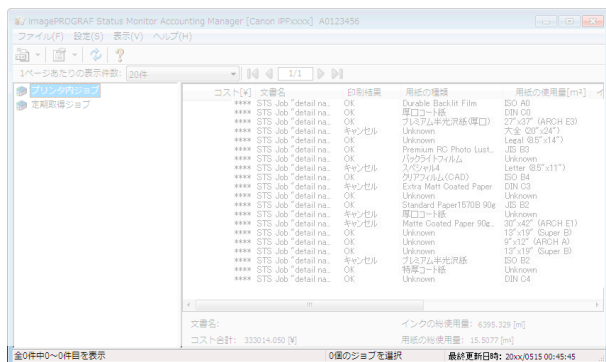 imagePROGRAF Status Monitor Accounting Manager [Canon iPFxxxx] A0123456
ファイル(F) 設定(S) 表示(V) ヘルプ(H)
1ページあたりの表示件数: 20件 1/1
プリンタ内ジョブ
定期取得ジョブ
コスト[¥] 文書名 印刷結果 用紙の種類 用紙の使用量[m²] イ
**** STS Job "detail na... OK Durable Backlit Film ISO A0
**** STS Job "detail na... OK 厚口コート紙 DIN C0
**** STS Job "detail na... OK プレミアム半光沢紙(厚口) 27"x37" (ARCH E3)
**** STS Job "detail na... キャンセル Unknown 大全 (20"x24")
**** STS Job "detail na... OK Unknown Legal (8.5"x14")
**** STS Job "detail na... OK Premium RC Photo Lust... JIS B3
**** STS Job "detail na... OK バックライトフィルム Unknown
**** STS Job "detail na... キャンセル スペシャル4 Letter (8.5"x11")
**** STS Job "detail na... OK クリアフィルム(CAD) ISO B4
**** STS Job "detail na... キャンセル Extra Matt Coated Paper DIN C3
**** STS Job "detail na... OK Unknown Unknown
**** STS Job "detail na... OK Standard Paper1570B 90g JIS B2
**** STS Job "detail na... キャンセル 厚口コート紙 Unknown
**** STS Job "detail na... キャンセル Matte Coated Paper 90g... 30"x42" (ARCH E1)
**** STS Job "detail na... OK Unknown 13"x19" (Super B)
**** STS Job "detail na... OK Unknown 9"x12" (ARCH A)
**** STS Job "detail na... OK Unknown 13"x19" (Super B)
**** STS Job "detail na... キャンセル プレミアム半光沢紙 ISO B2
**** STS Job "detail na... OK 特厚コート紙 Unknown
**** STS Job "detail na... OK Unknown DIN C4
文書名: インクの総使用量: 6395.329 [ml]
コスト合計: 333014.050 [¥] 用紙の総使用量: 15.5077 [m²]
全0件中0～0件目を表示 0個のジョブを選択 最終更新日時: 20xx/0515 00:45:45